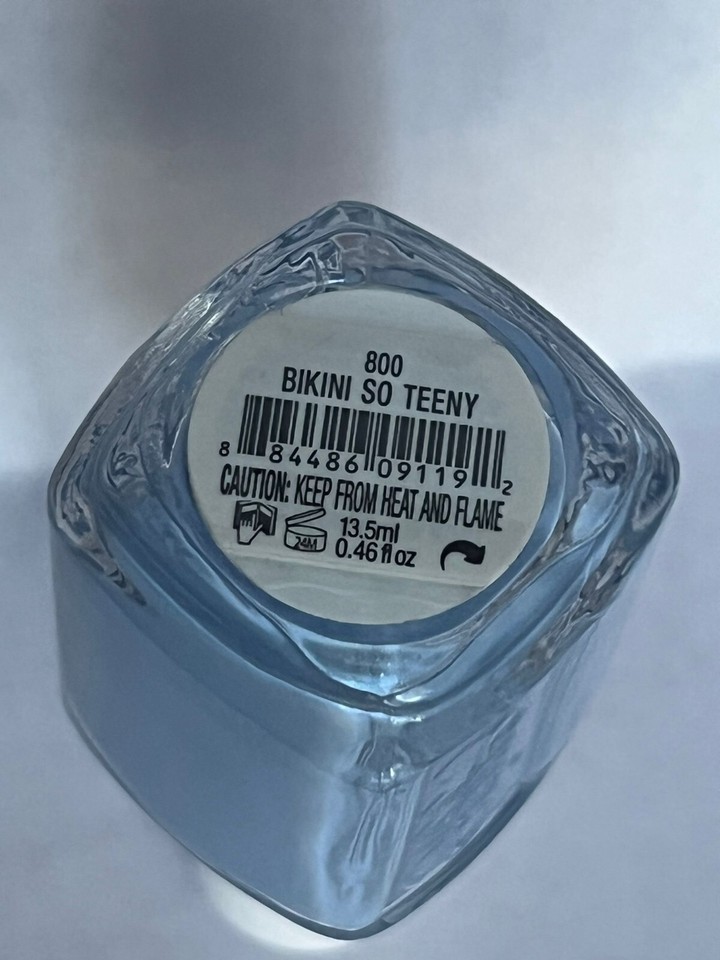 800
BIKINI SO TEENY
8 84486 09119 2
CAUTION: KEEP FROM HEAT AND FLAME
24M
13.5ml
0.46 fl oz